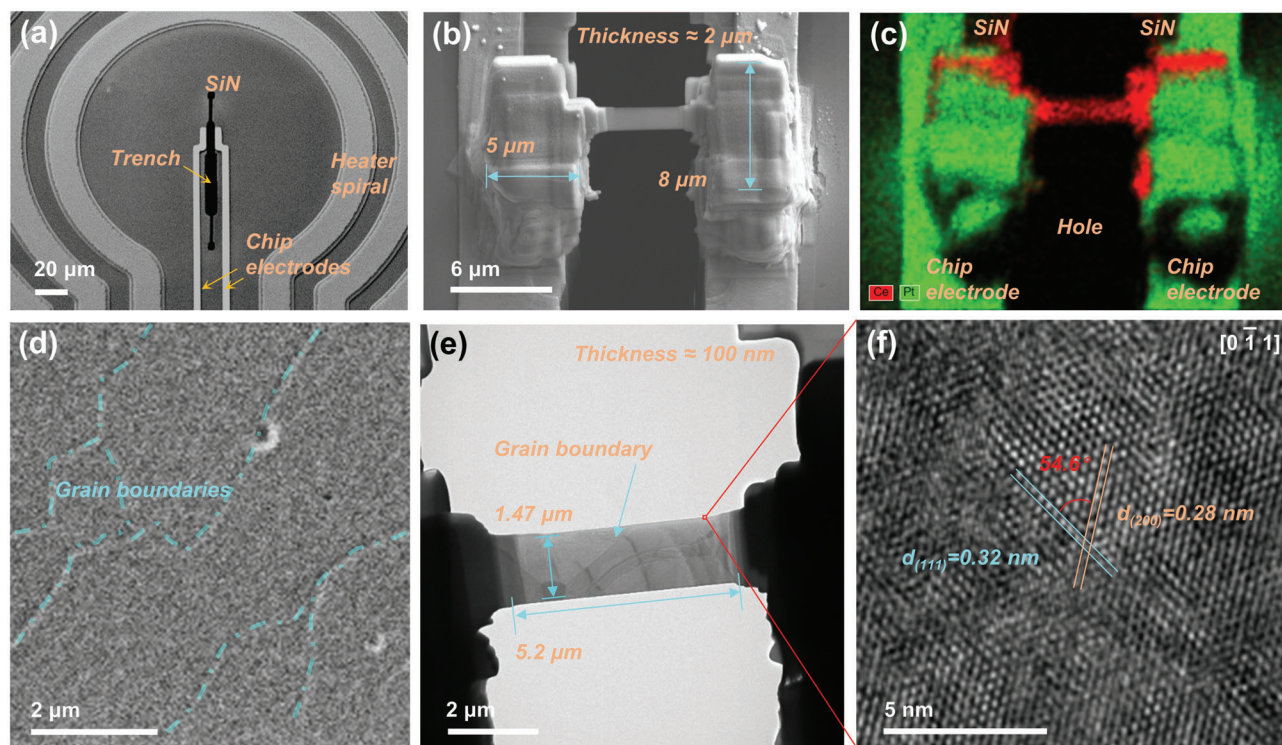 (a)
SiN
Trench
Heater
spiral
Chip
electrodes
20 µm
(b)
Thickness ≈ 2 µm
5 µm
8 µm
6 µm
(c)
SiN
SiN
Hole
Chip
electrode
Chip
electrode
Ce
Pt
(d)
Grain boundaries
2 µm
(e)
Thickness ≈ 100 nm
Grain boundary
1.47 µm
5.2 µm
2 µm
(f)
[0 1̅ 1]
54.6°
d(200)=0.28 nm
d(111)=0.32 nm
5 nm